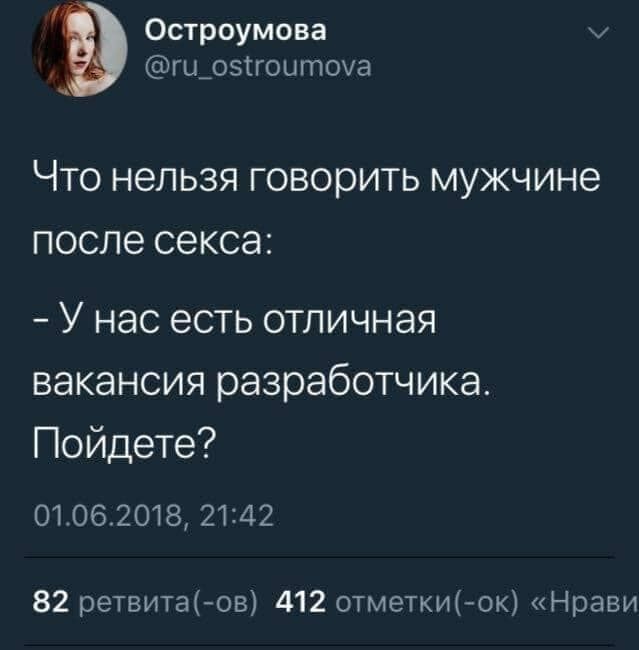 Остроумова
@ru_ostroumova
Что нельзя говорить мужчине
после секса:
- У нас есть отличная
вакансия разработчика.
Пойдете?
01.06.2018, 21:42
82 ретвита(-ов) 412 отметки(-ок) «Нрави